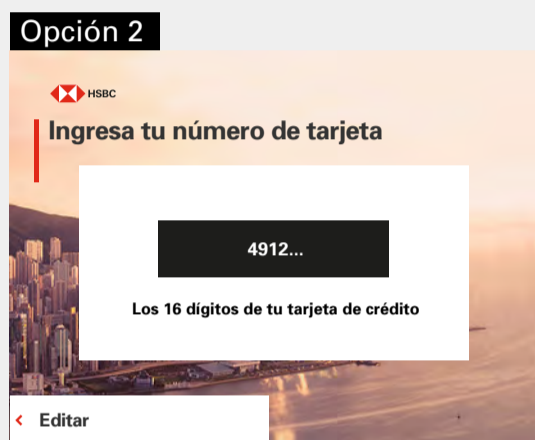 Opción 2
HSBC
Ingresa tu número de tarjeta
4912...
Los 16 dígitos de tu tarjeta de crédito
Editar